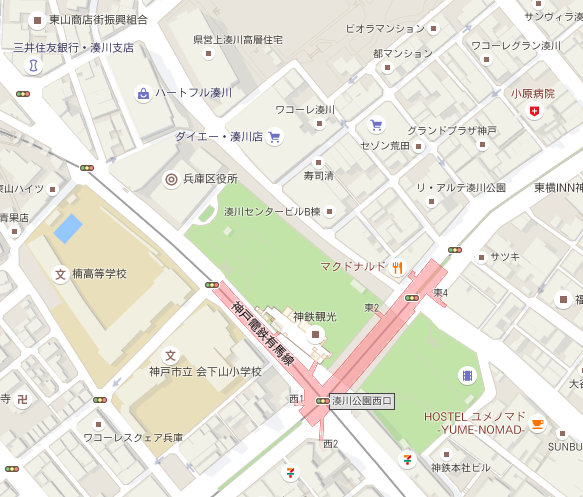 東山商店街振興組合
サンヴィラ
ビオラマンション
県営上湊川高層住宅
三井住友銀行・湊川支店
都マンション
ワコーレグラン湊川
ハートフル湊川
小原病院
ワコーレ湊川
ダイエー・湊川店
グランドプラザ神戸
セゾン荒田
寿司清
兵庫区役所
東山ハイツ
リ・アルテ湊川公園
東横INN神
湊川センタービルB棟
青果店
サツキ
マクドナルド
楠高等学校
東4
東2
神鉄観光
神戸電鉄有馬線
神戸市立 会下山小学校
西1
湊川公園西口
寺
HOSTEL ユメノマド
-YUME-NOMAD-
ワコーレスクェア兵庫
西2
SUNBU
神鉄本社ビル